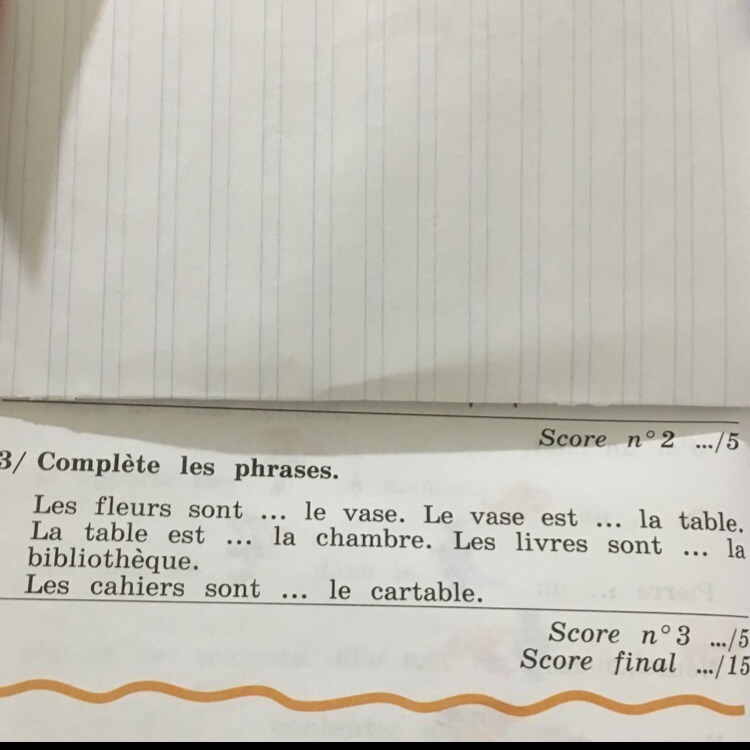 Score n° 2 .../5
3/ Complète les phrases.
Les fleurs sont ... le vase. Le vase est ... la table.
La table est ... la chambre. Les livres sont ... la
bibliothèque.
Les cahiers sont ... le cartable.
Score n° 3 .../5
Score final .../15